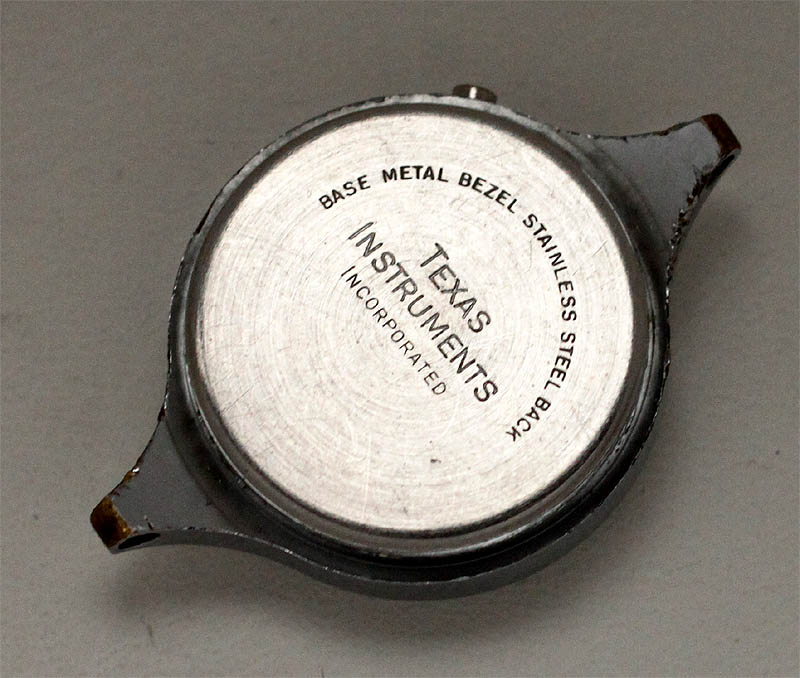 BASE METAL BEZEL STAINLESS STEEL BACK
TEXAS
INSTRUMENTS
INCORPORATED